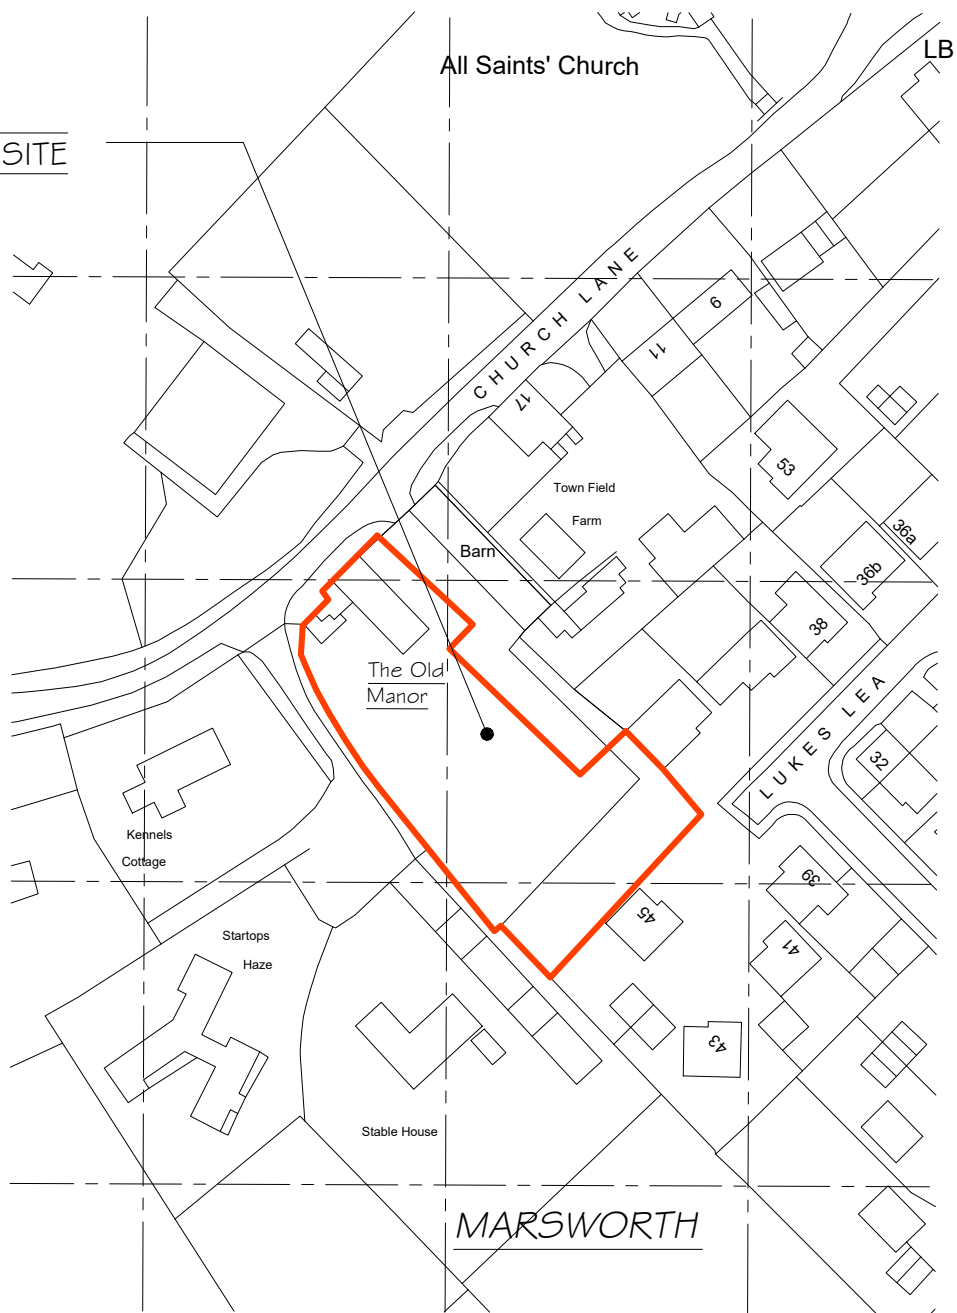 All Saints' Church
LB
SITE
CHURCH LANE
9
11
17
53
Town Field
Farm
36a
Barn
36b
38
The Old
Manor
LUKES LEA
32
Kennels
Cottage
39
45
Startops
Haze
41
43
Stable House
MARSWORTH